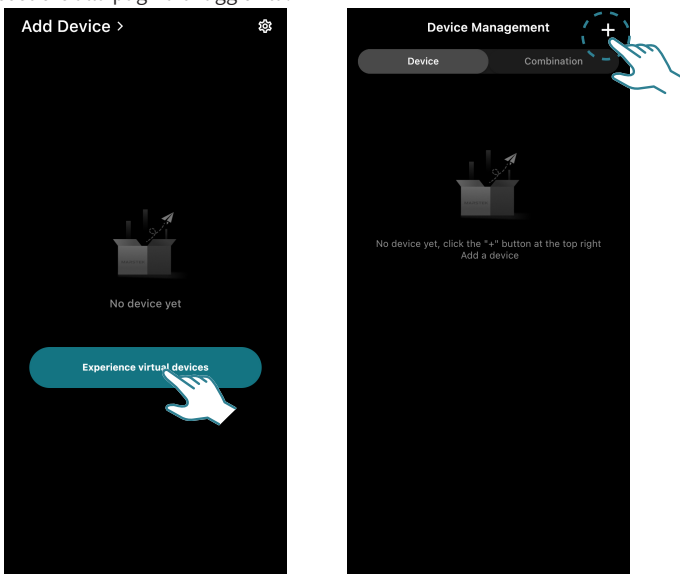 Add Device >
No device yet
Experience virtual devices
Device Management
Device
Combination
No device yet, click the "+" button at the top right
Add a device